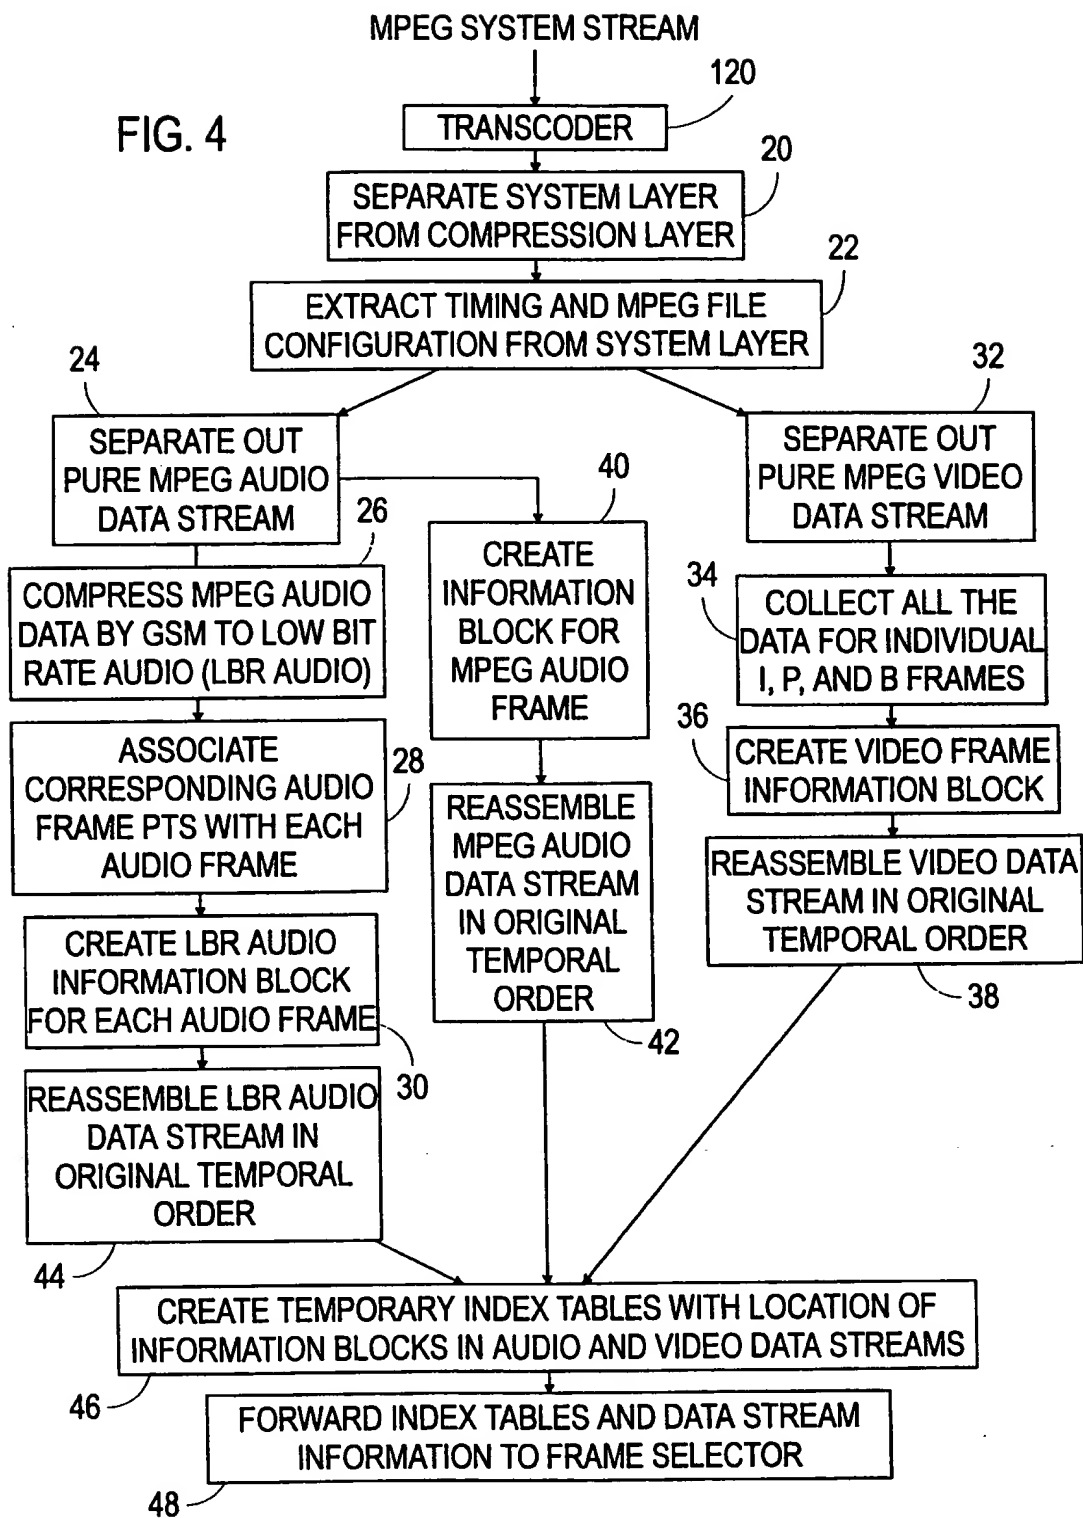 MPEG SYSTEM STREAM
120
FIG. 4
TRANSCODER
20
SEPARATE SYSTEM LAYER
FROM COMPRESSION LAYER
22
EXTRACT TIMING AND MPEG FILE
CONFIGURATION FROM SYSTEM LAYER
24
SEPARATE OUT
PURE MPEG AUDIO
DATA STREAM
26
COMPRESS MPEG AUDIO
DATA BY GSM TO LOW BIT
RATE AUDIO (LBR AUDIO)
28
ASSOCIATE
CORRESPONDING AUDIO
FRAME PTS WITH EACH
AUDIO FRAME
CREATE LBR AUDIO
INFORMATION BLOCK
FOR EACH AUDIO FRAME
30
REASSEMBLE LBR AUDIO
DATA STREAM IN
ORIGINAL TEMPORAL
ORDER
44
40
CREATE
INFORMATION
BLOCK FOR
MPEG AUDIO
FRAME
REASSEMBLE
MPEG AUDIO
DATA STREAM
IN ORIGINAL
TEMPORAL
ORDER
42
32
SEPARATE OUT
PURE MPEG VIDEO
DATA STREAM
34
COLLECT ALL THE
DATA FOR INDIVIDUAL
I, P, AND B FRAMES
36
CREATE VIDEO FRAME
INFORMATION BLOCK
REASSEMBLE VIDEO DATA
STREAM IN ORIGINAL
TEMPORAL ORDER
38
CREATE TEMPORARY INDEX TABLES WITH LOCATION OF
INFORMATION BLOCKS IN AUDIO AND VIDEO DATA STREAMS
46
FORWARD INDEX TABLES AND DATA STREAM
INFORMATION TO FRAME SELECTOR
48